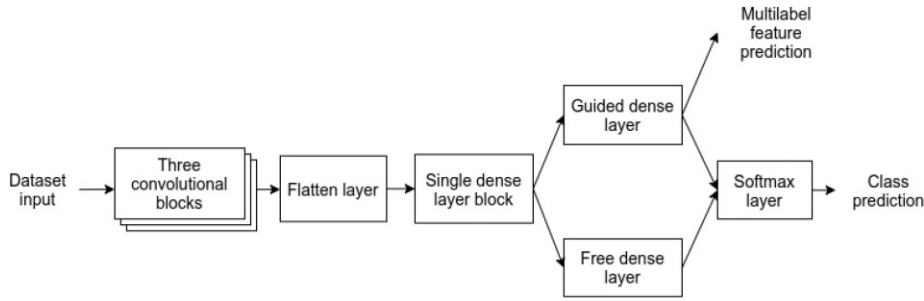 Dataset
input
Three
convolutional
blocks
Flatten layer
Single dense
layer block
Guided dense
layer
Free dense
layer
Multilabel
feature
prediction
Softmax
layer
Class
prediction